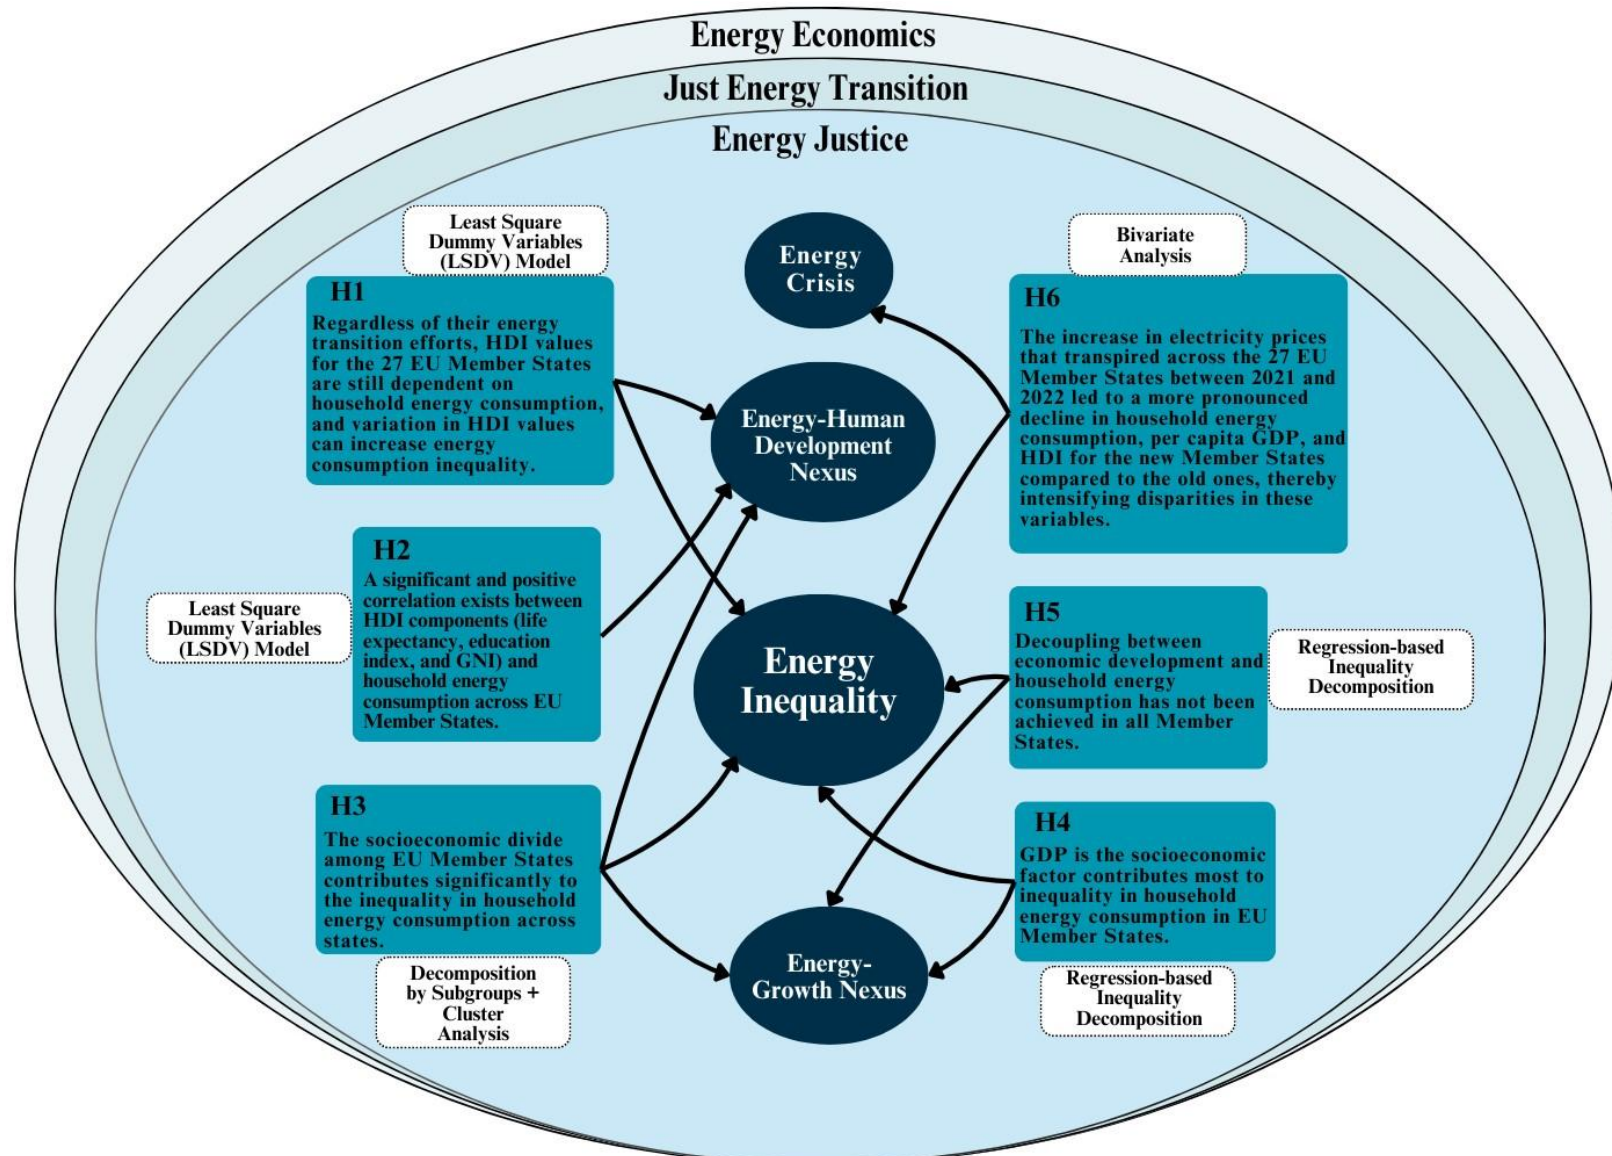 Energy Economics
Just Energy Transition
Energy Justice
Least Square
Dummy Variables
(LSDV) Model
H1
Regardless of their energy
transition efforts, HDI values
for the 27 EU Member States
are still dependent on
household energy consumption,
and variation in HDI values
can increase energy
consumption inequality.
Least Square
Dummy Variables
(LSDV) Model
H2
A significant and positive
correlation exists between
HDI components (life
expectancy, education
index, and GNI) and
household energy
consumption across EU
Member States.
H3
The socioeconomic divide
among EU Member States
contributes significantly to
the inequality in household
energy consumption across
states.
Decomposition
by Subgroups +
Cluster
Analysis
Energy
Crisis
Energy-Human
Development
Nexus
Energy
Inequality
Energy-
Growth Nexus
Bivariate
Analysis
H6
The increase in electricity prices
that transpired across the 27 EU
Member States between 2021 and
2022 led to a more pronounced
decline in household energy
consumption, per capita GDP, and
HDI for the new Member States
compared to the old ones, thereby
intensifying disparities in these
variables.
H5
Decoupling between
economic development and
household energy
consumption has not been
achieved in all Member
States.
Regression-based
Inequality
Decomposition
H4
GDP is the socioeconomic
factor contributes most to
inequality in household
energy consumption in EU
Member States.
Regression-based
Inequality
Decomposition